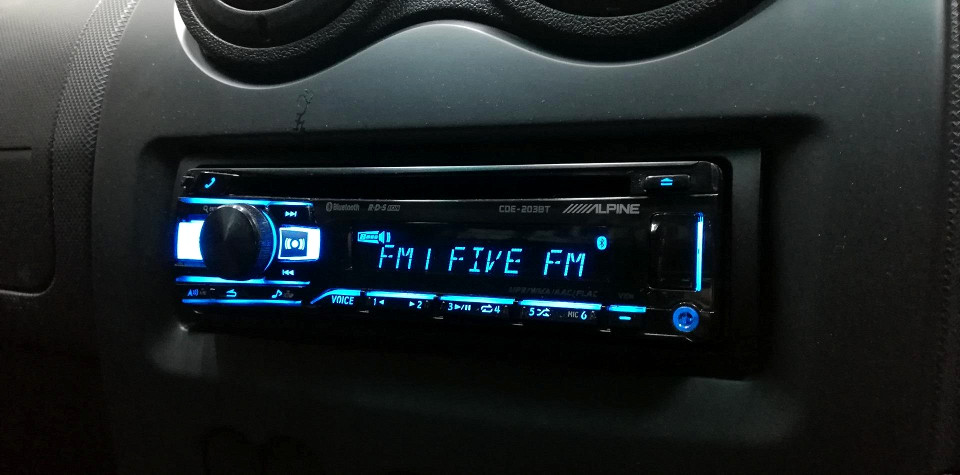 Bluetooth R·D·S CDE-203BT ALPINE
FM1 FIVE FM
VOICE 1 2 3 4 5 MIC 6